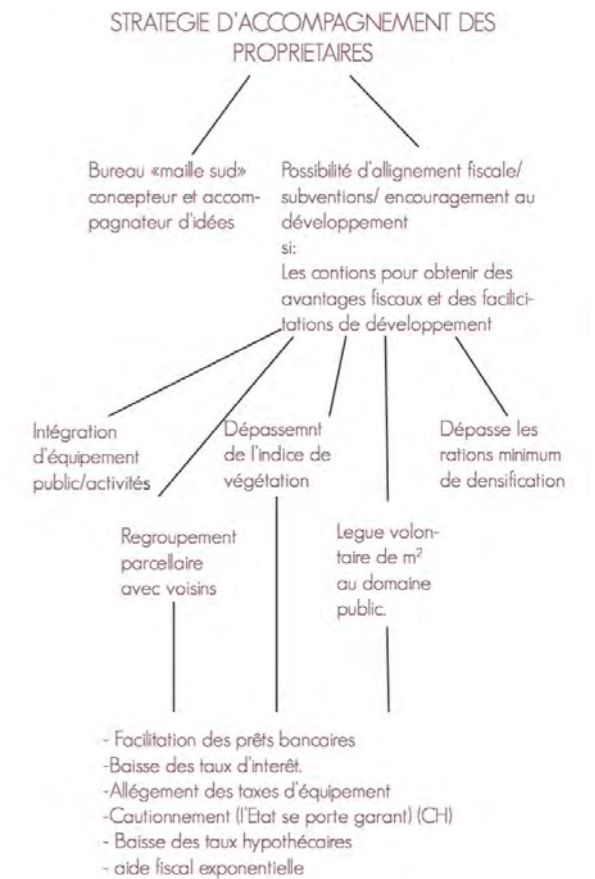 STRATEGIE D'ACCOMPAGNEMENT DES
PROPRIETAIRES
Bureau «maille sud»
concepteur et accom-
pagnateur d'idées
Possibilité d'allignement fiscale/
subventions/ encouragement au
développement
si:
Les contions pour obtenir des
avantages fiscaux et des facilici-
tations de développement
Intégration
d'équipement
public/activités
Dépassemnt
de l'indice de
végétation
Dépasse les
rations minimum
de densification
Regroupement
parcellaire
avec voisins
Legue volon-
taire de m²
au domaine
public.
- Facilitation des prêts bancaires
-Baisse des taux d'interêt.
-Allégement des taxes d'équipement
-Cautionnement (l'Etat se porte garant) (CH)
- Baisse des taux hypothécaires
- aide fiscal exponentielle